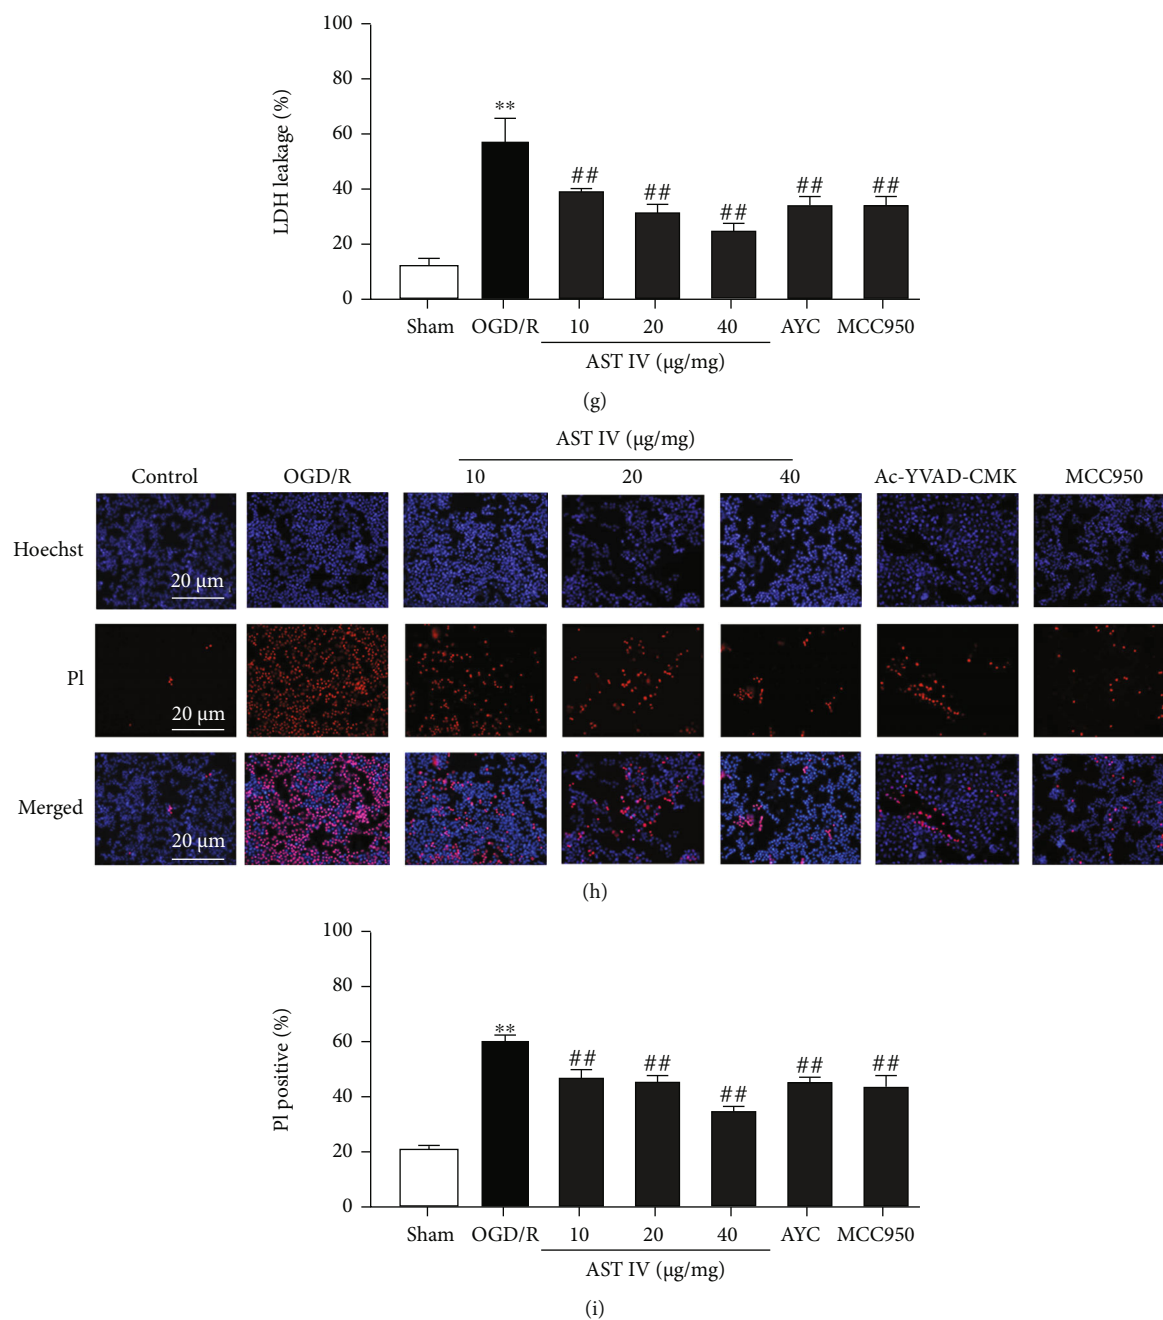 100
80
60
40
20
0
LDH leakage (%)
**
##
##
##
##
##
Sham OGD/R 10 20 40 AYC MCC950
AST IV (μg/mg)
(g)
AST IV (μg/mg)
Control OGD/R 10 20 40 Ac-YVAD-CMK MCC950
Hoechst
20 μm
Pl
20 μm
Merged
20 μm
(h)
100
80
60
40
20
0
Pl positive (%)
**
##
##
##
##
##
Sham OGD/R 10 20 40 AYC MCC950
AST IV (μg/mg)
(i)